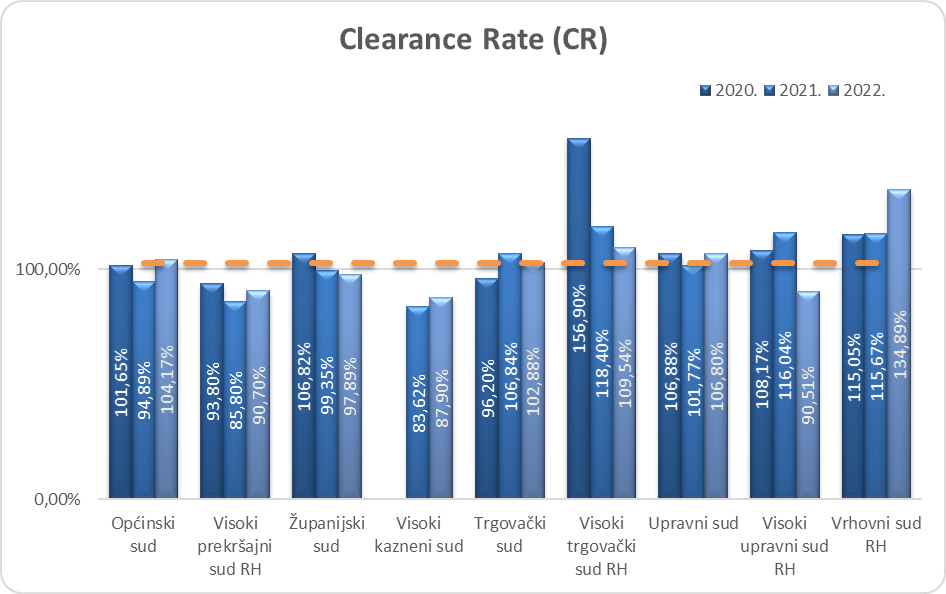 Clearance Rate (CR)
2020. 2021. 2022.
100,00%
0,00%
101,65%
94,89%
104,17%
93,80%
85,80%
90,70%
106,82%
99,35%
97,89%
83,62%
87,90%
96,20%
106,84%
102,88%
156,90%
118,40%
109,54%
106,88%
101,77%
106,80%
108,17%
116,04%
90,51%
115,05%
115,67%
134,89%
Općinski
sud
Visoki
prekršajni
sud RH
Županijski
sud
Visoki
kazneni sud
Trgovački
sud
Visoki
trgovački
sud RH
Upravni sud
Visoki
upravni sud
RH
Vrhovni sud
RH